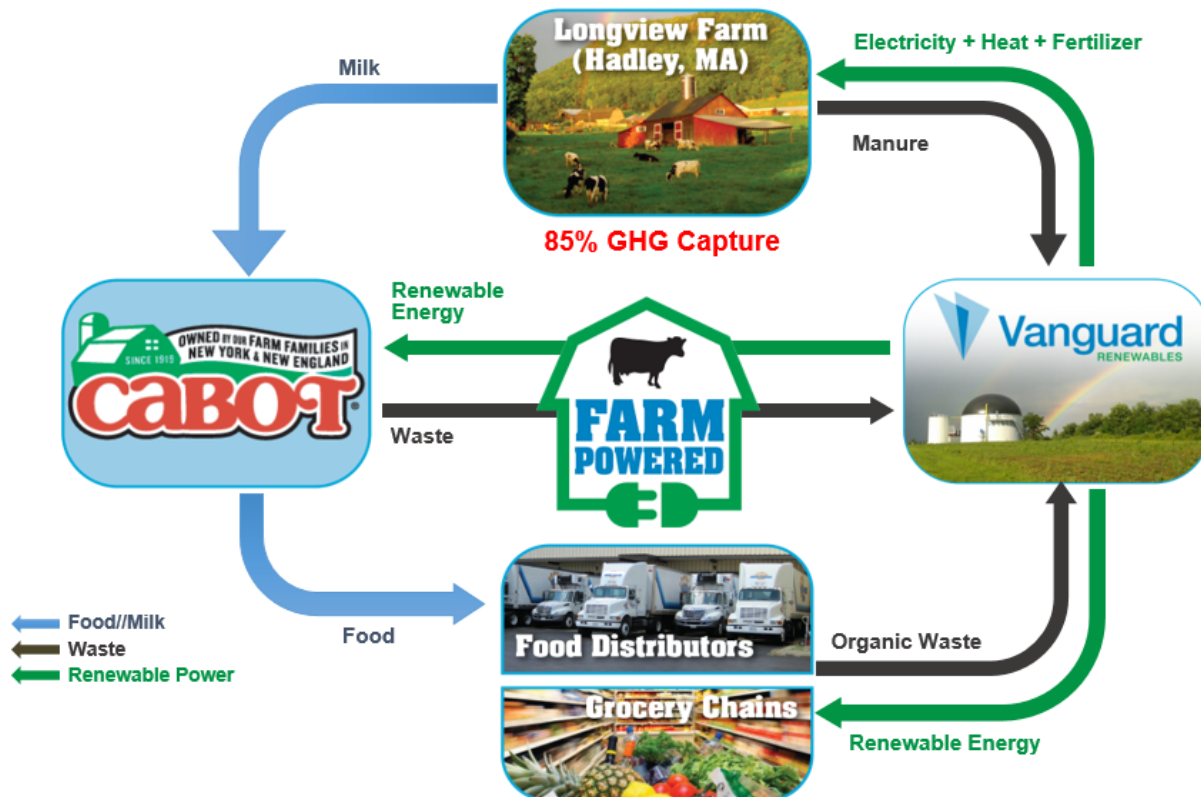 Longview Farm
(Hadley, MA)
Electricity + Heat + Fertilizer
Milk
Manure
85% GHG Capture
Renewable
Energy
OWNED BY OUR FARM FAMILIES IN
NEW YORK & NEW ENGLAND
SINCE 1919
CABOT
Waste
FARM
POWERED
Vanguard
RENEWABLES
Food//Milk
Waste
Renewable Power
Food
Food Distributors
Organic Waste
Grocery Chains
Renewable Energy